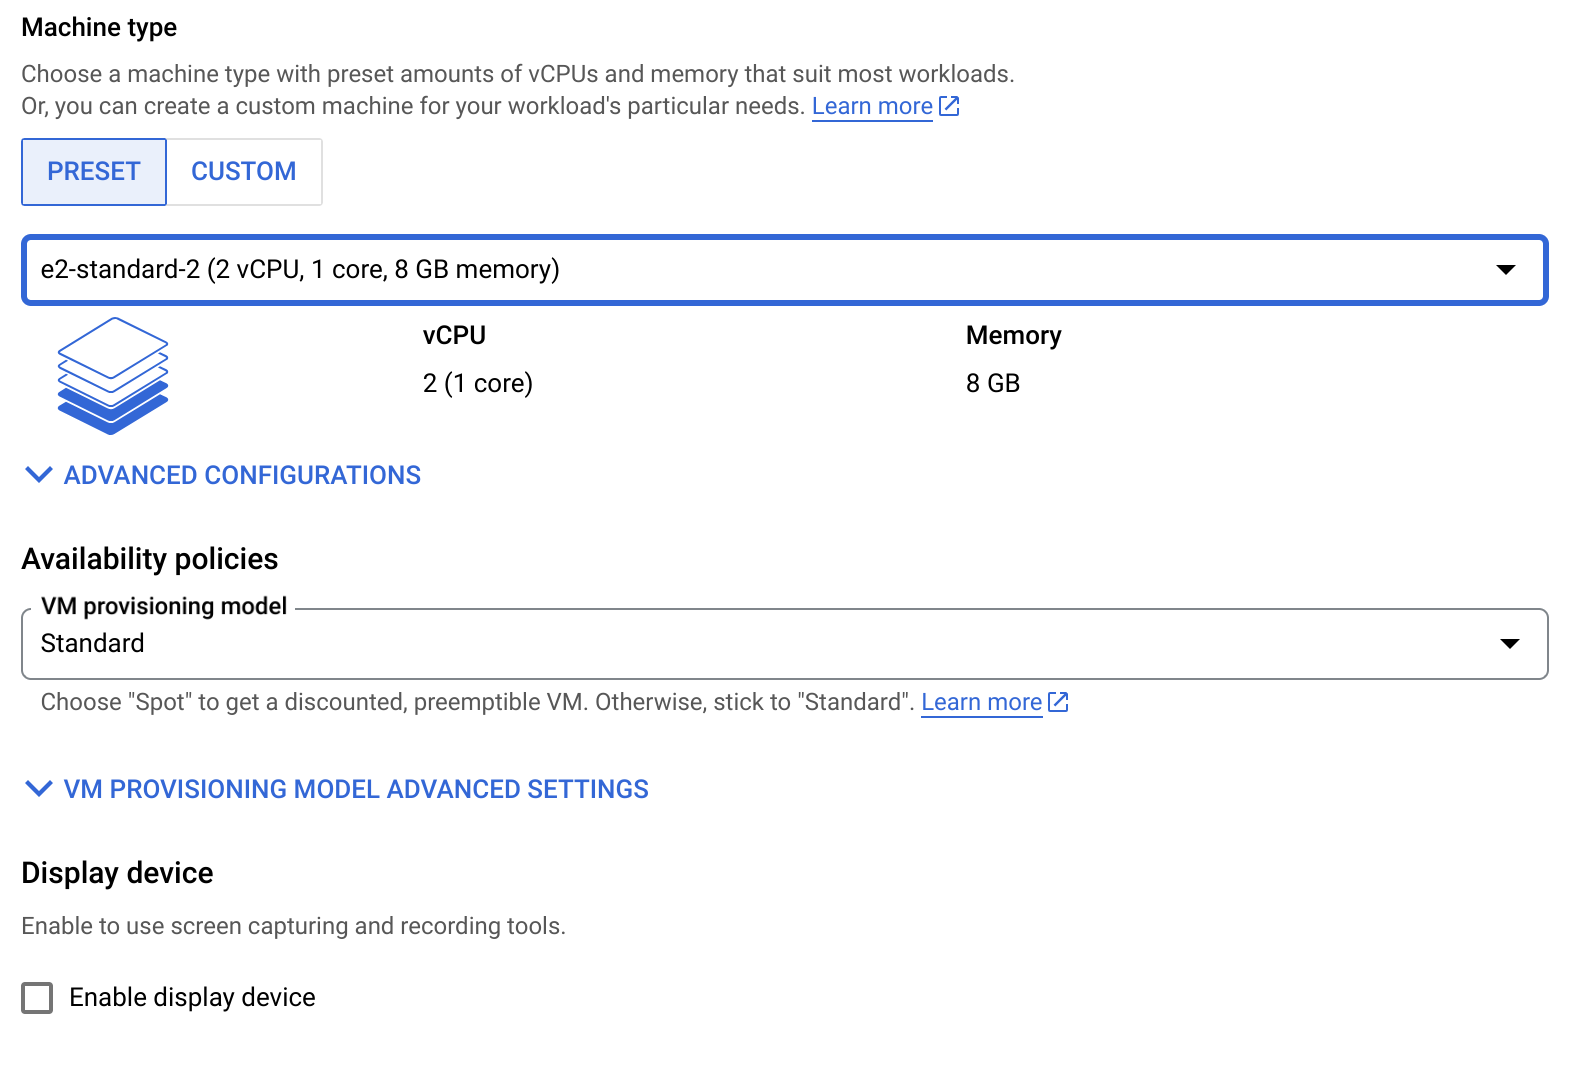 Machine type
Choose a machine type with preset amounts of vCPUs and memory that suit most workloads.
Or, you can create a custom machine for your workload's particular needs. Learn more
PRESET CUSTOM
e2-standard-2 (2 vCPU, 1 core, 8 GB memory)
vCPU Memory
2 (1 core) 8 GB
ADVANCED CONFIGURATIONS
Availability policies
VM provisioning model
Standard
Choose "Spot" to get a discounted, preemptible VM. Otherwise, stick to "Standard". Learn more
VM PROVISIONING MODEL ADVANCED SETTINGS
Display device
Enable to use screen capturing and recording tools.
Enable display device